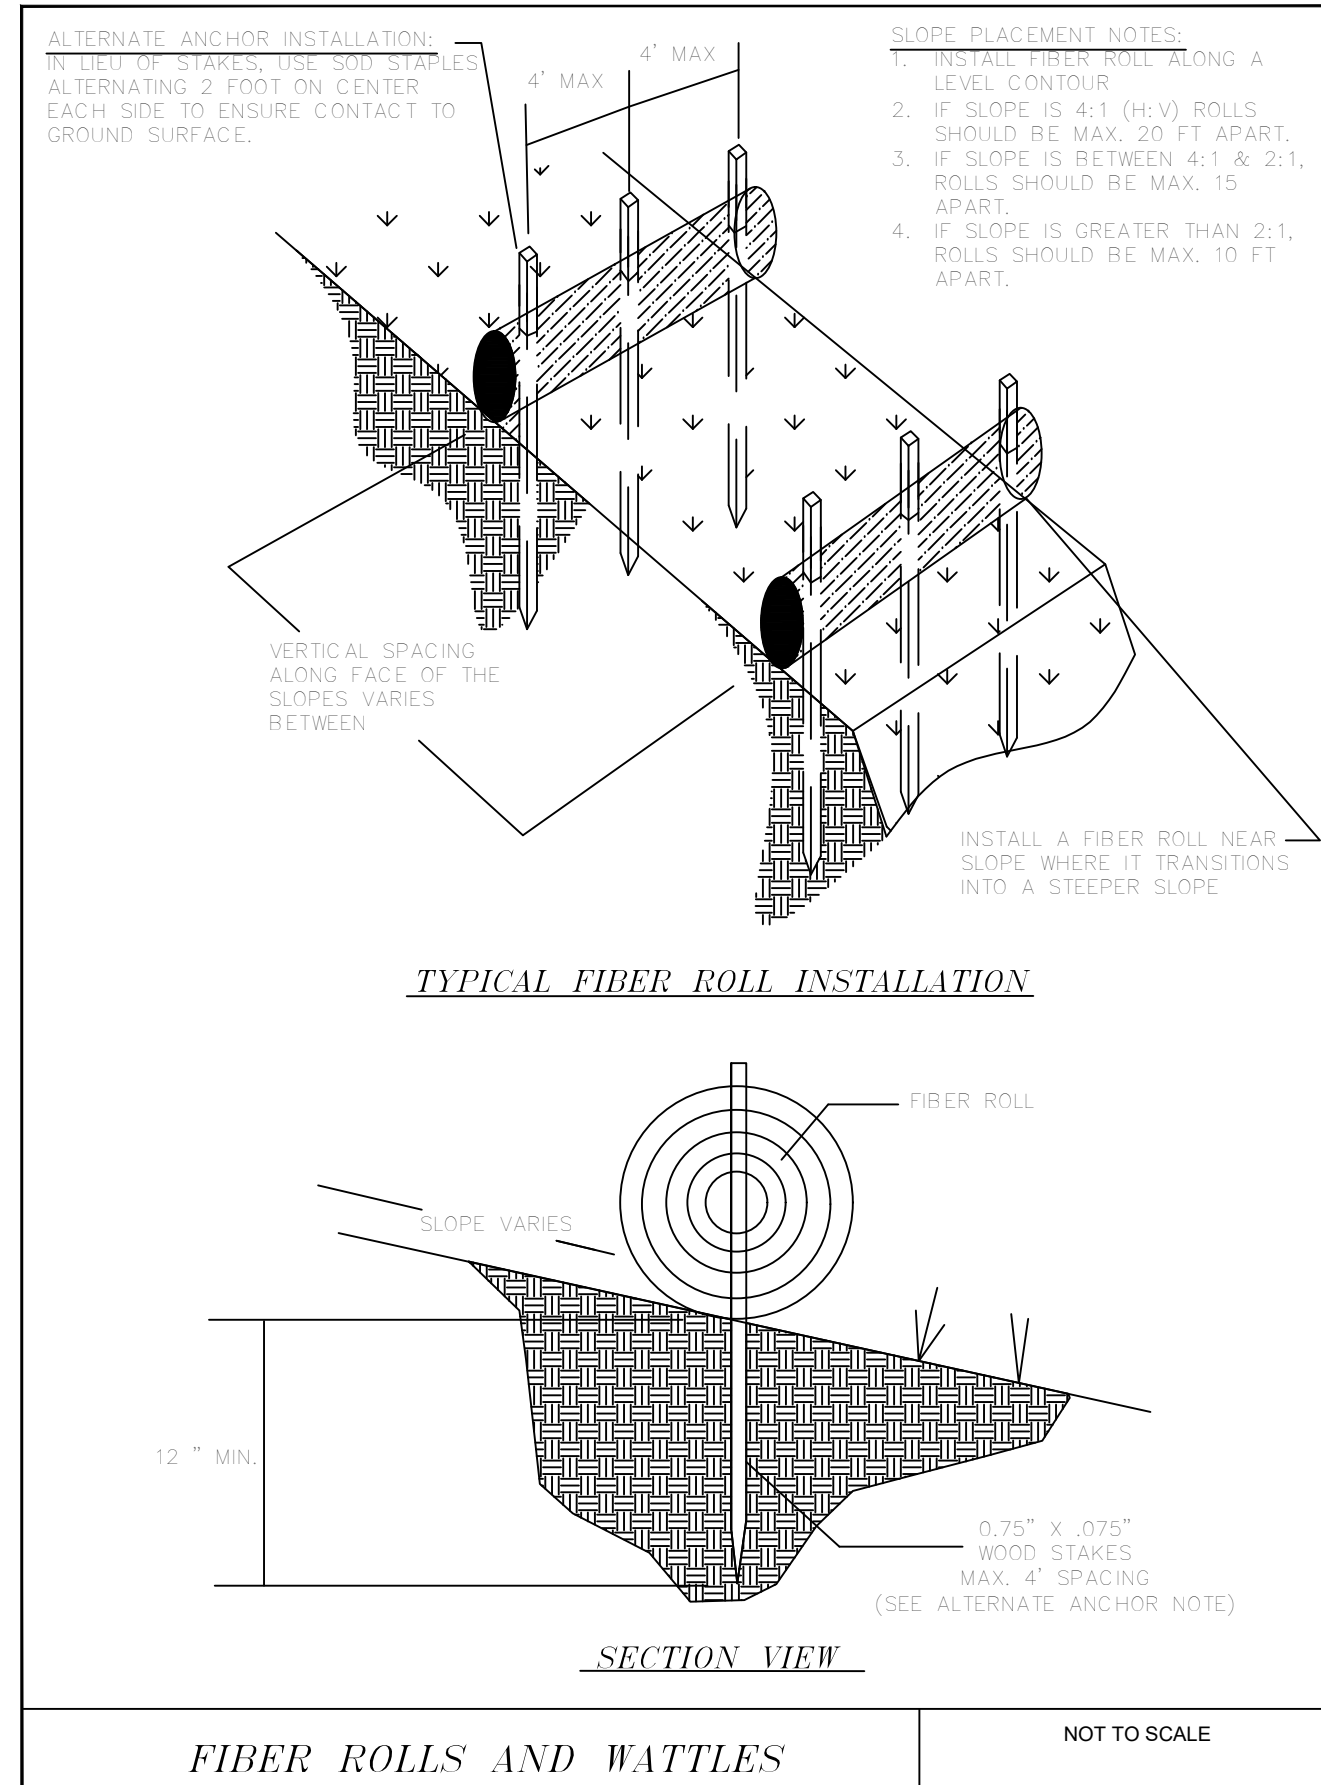 ALTERNATE ANCHOR INSTALLATION:
IN LIEU OF STAKES, USE SOD STAPLES
ALTERNATING 2 FOOT ON CENTER
EACH SIDE TO ENSURE CONTACT TO
GROUND SURFACE.
4' MAX
4' MAX
SLOPE PLACEMENT NOTES:
1. INSTALL FIBER ROLL ALONG A
LEVEL CONTOUR
2. IF SLOPE IS 4:1 (H:V) ROLLS
SHOULD BE MAX. 20 FT APART.
3. IF SLOPE IS BETWEEN 4:1 & 2:1,
ROLLS SHOULD BE MAX. 15
APART.
4. IF SLOPE IS GREATER THAN 2:1,
ROLLS SHOULD BE MAX. 10 FT
APART.
VERTICAL SPACING
ALONG FACE OF THE
SLOPES VARIES
BETWEEN
INSTALL A FIBER ROLL NEAR
SLOPE WHERE IT TRANSITIONS
INTO A STEEPER SLOPE
TYPICAL FIBER ROLL INSTALLATION
FIBER ROLL
SLOPE VARIES
12 " MIN.
0.75" X .075"
WOOD STAKES
MAX. 4' SPACING
(SEE ALTERNATE ANCHOR NOTE)
SECTION VIEW
FIBER ROLLS AND WATTLES
NOT TO SCALE